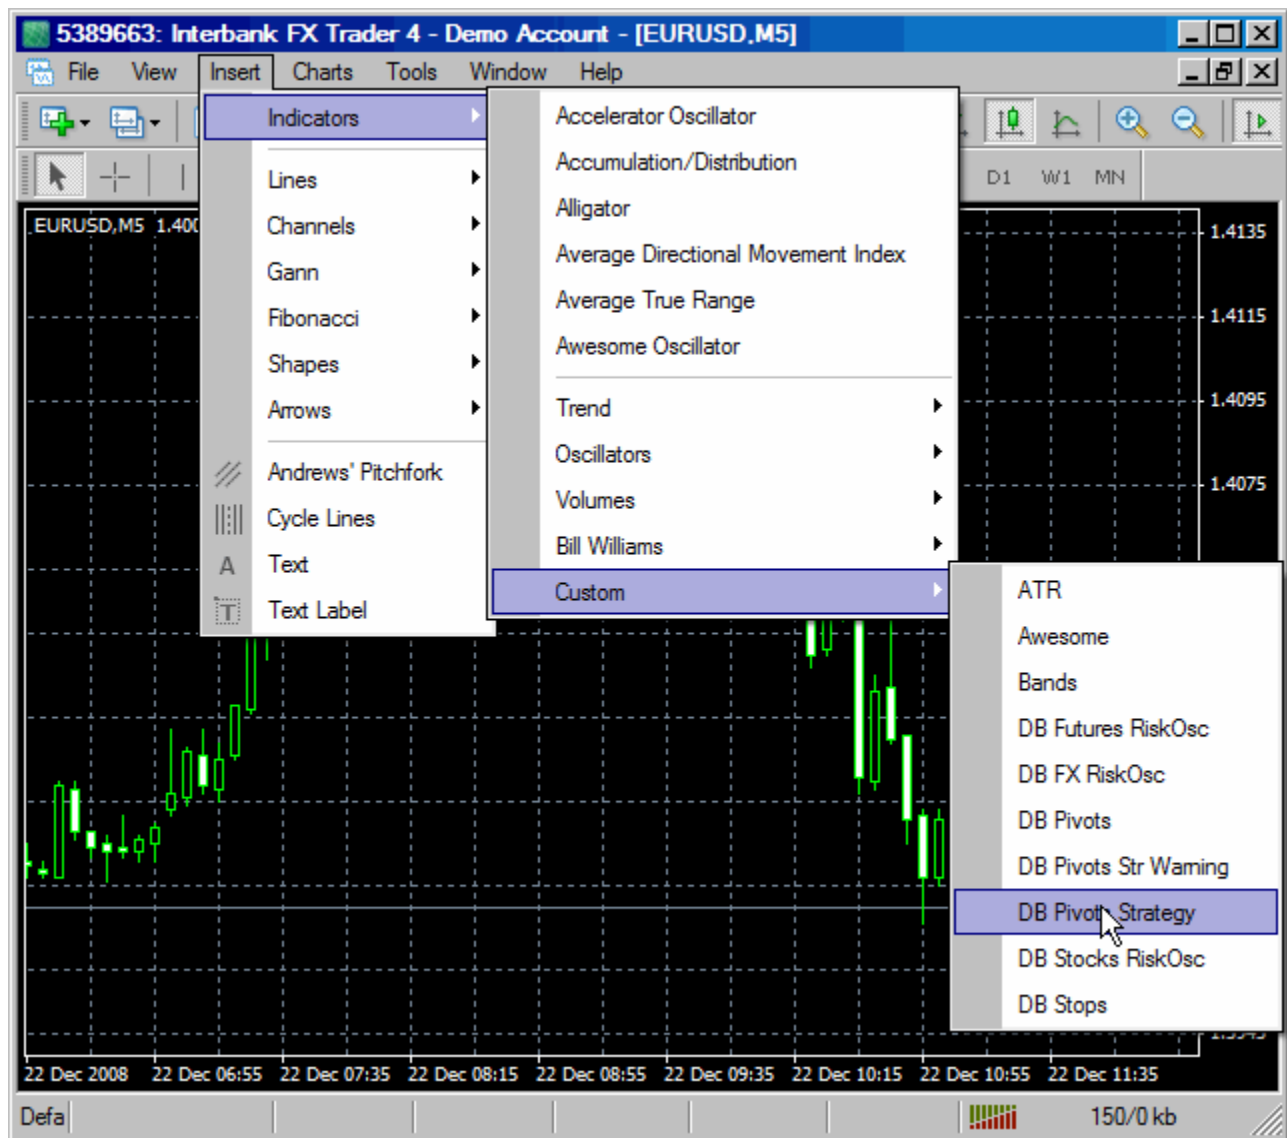 5389663: Interbank FX Trader 4 - Demo Account - [EURUSD,M5]
File View Insert Charts Tools Window Help
D1 W1 MN
EURUSD,M5 1.400
Indicators
Lines
Channels
Gann
Fibonacci
Shapes
Arrows
Andrews' Pitchfork
Cycle Lines
A Text
T Text Label
Accelerator Oscillator
Accumulation/Distribution
Alligator
Average Directional Movement Index
Average True Range
Awesome Oscillator
Trend
Oscillators
Volumes
Bill Williams
Custom
ATR
Awesome
Bands
DB Futures RiskOsc
DB FX RiskOsc
DB Pivots
DB Pivots Str Warning
DB Pivots Strategy
DB Stocks RiskOsc
DB Stops
1.4135
1.4115
1.4095
1.4075
22 Dec 2008 22 Dec 06:55 22 Dec 07:35 22 Dec 08:15 22 Dec 08:55 22 Dec 09:35 22 Dec 10:15 22 Dec 10:55 22 Dec 11:35
Defa 150/0 kb